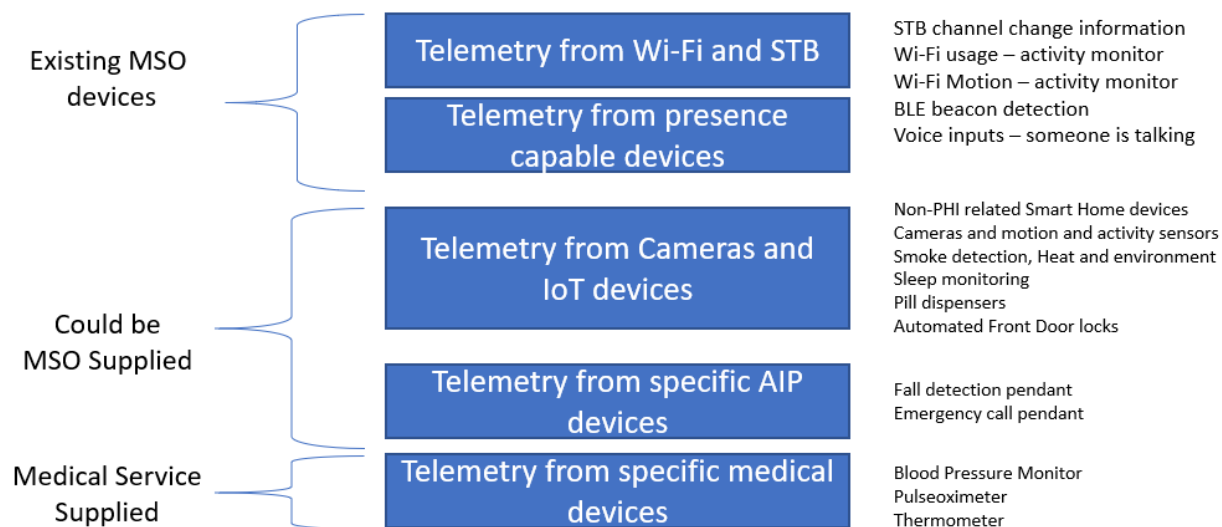 Existing MSO
devices
Telemetry from Wi-Fi and STB
Telemetry from presence
capable devices
STB channel change information
Wi-Fi usage – activity monitor
Wi-Fi Motion – activity monitor
BLE beacon detection
Voice inputs – someone is talking
Could be
MSO Supplied
Telemetry from Cameras and
IoT devices
Non-PHI related Smart Home devices
Cameras and motion and activity sensors
Smoke detection, Heat and environment
Sleep monitoring
Pill dispensers
Automated Front Door locks
Telemetry from specific AIP
devices
Fall detection pendant
Emergency call pendant
Medical Service
Supplied
Telemetry from specific medical
devices
Blood Pressure Monitor
Pulseoximeter
Thermometer